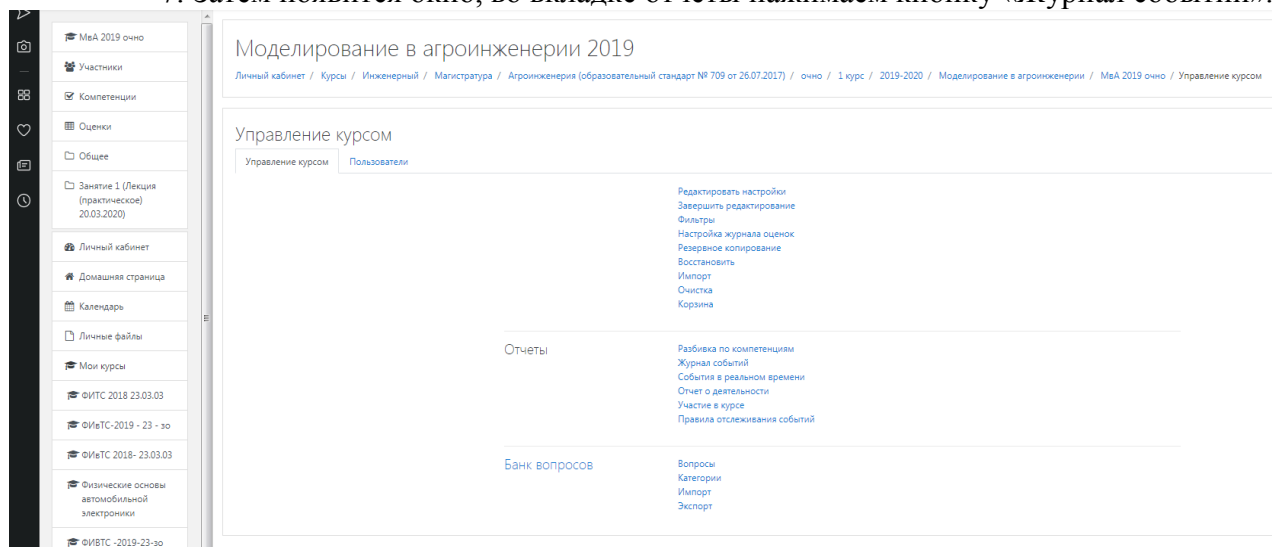 7. Затем появится окно, во вкладке отчеты нажимаем кнопку «Журнал событий».
МвА 2019 очно
Участники
Компетенции
Оценки
Общее
Занятие 1 (Лекция
(практическое)
20.03.2020)
Личный кабинет
Домашняя страница
Календарь
Личные файлы
Мои курсы
ФИТС 2018 23.03.03
ФИвТС-2019 - 23 - зо
ФИвТС 2018- 23.03.03
Физические основы
автомобильной
электроники
ФИВТС -2019-23-зо
Моделирование в агроинженерии 2019
Личный кабинет / Курсы / Инженерный / Магистратура / Агроинженерия (образовательный стандарт № 709 от 26.07.2017) / очно / 1 курс / 2019-2020 / Моделирование в агроинженерии / МвА 2019 очно / Управление курсом
Управление курсом
Управление курсом Пользователи
Редактировать настройки
Завершить редактирование
Фильтры
Настройка журнала оценок
Резервное копирование
Восстановить
Импорт
Очистка
Корзина
Отчеты
Разбивка по компетенциям
Журнал событий
События в реальном времени
Отчет о деятельности
Участие в курсе
Правила отслеживания событий
Банк вопросов
Вопросы
Категории
Импорт
Экспорт